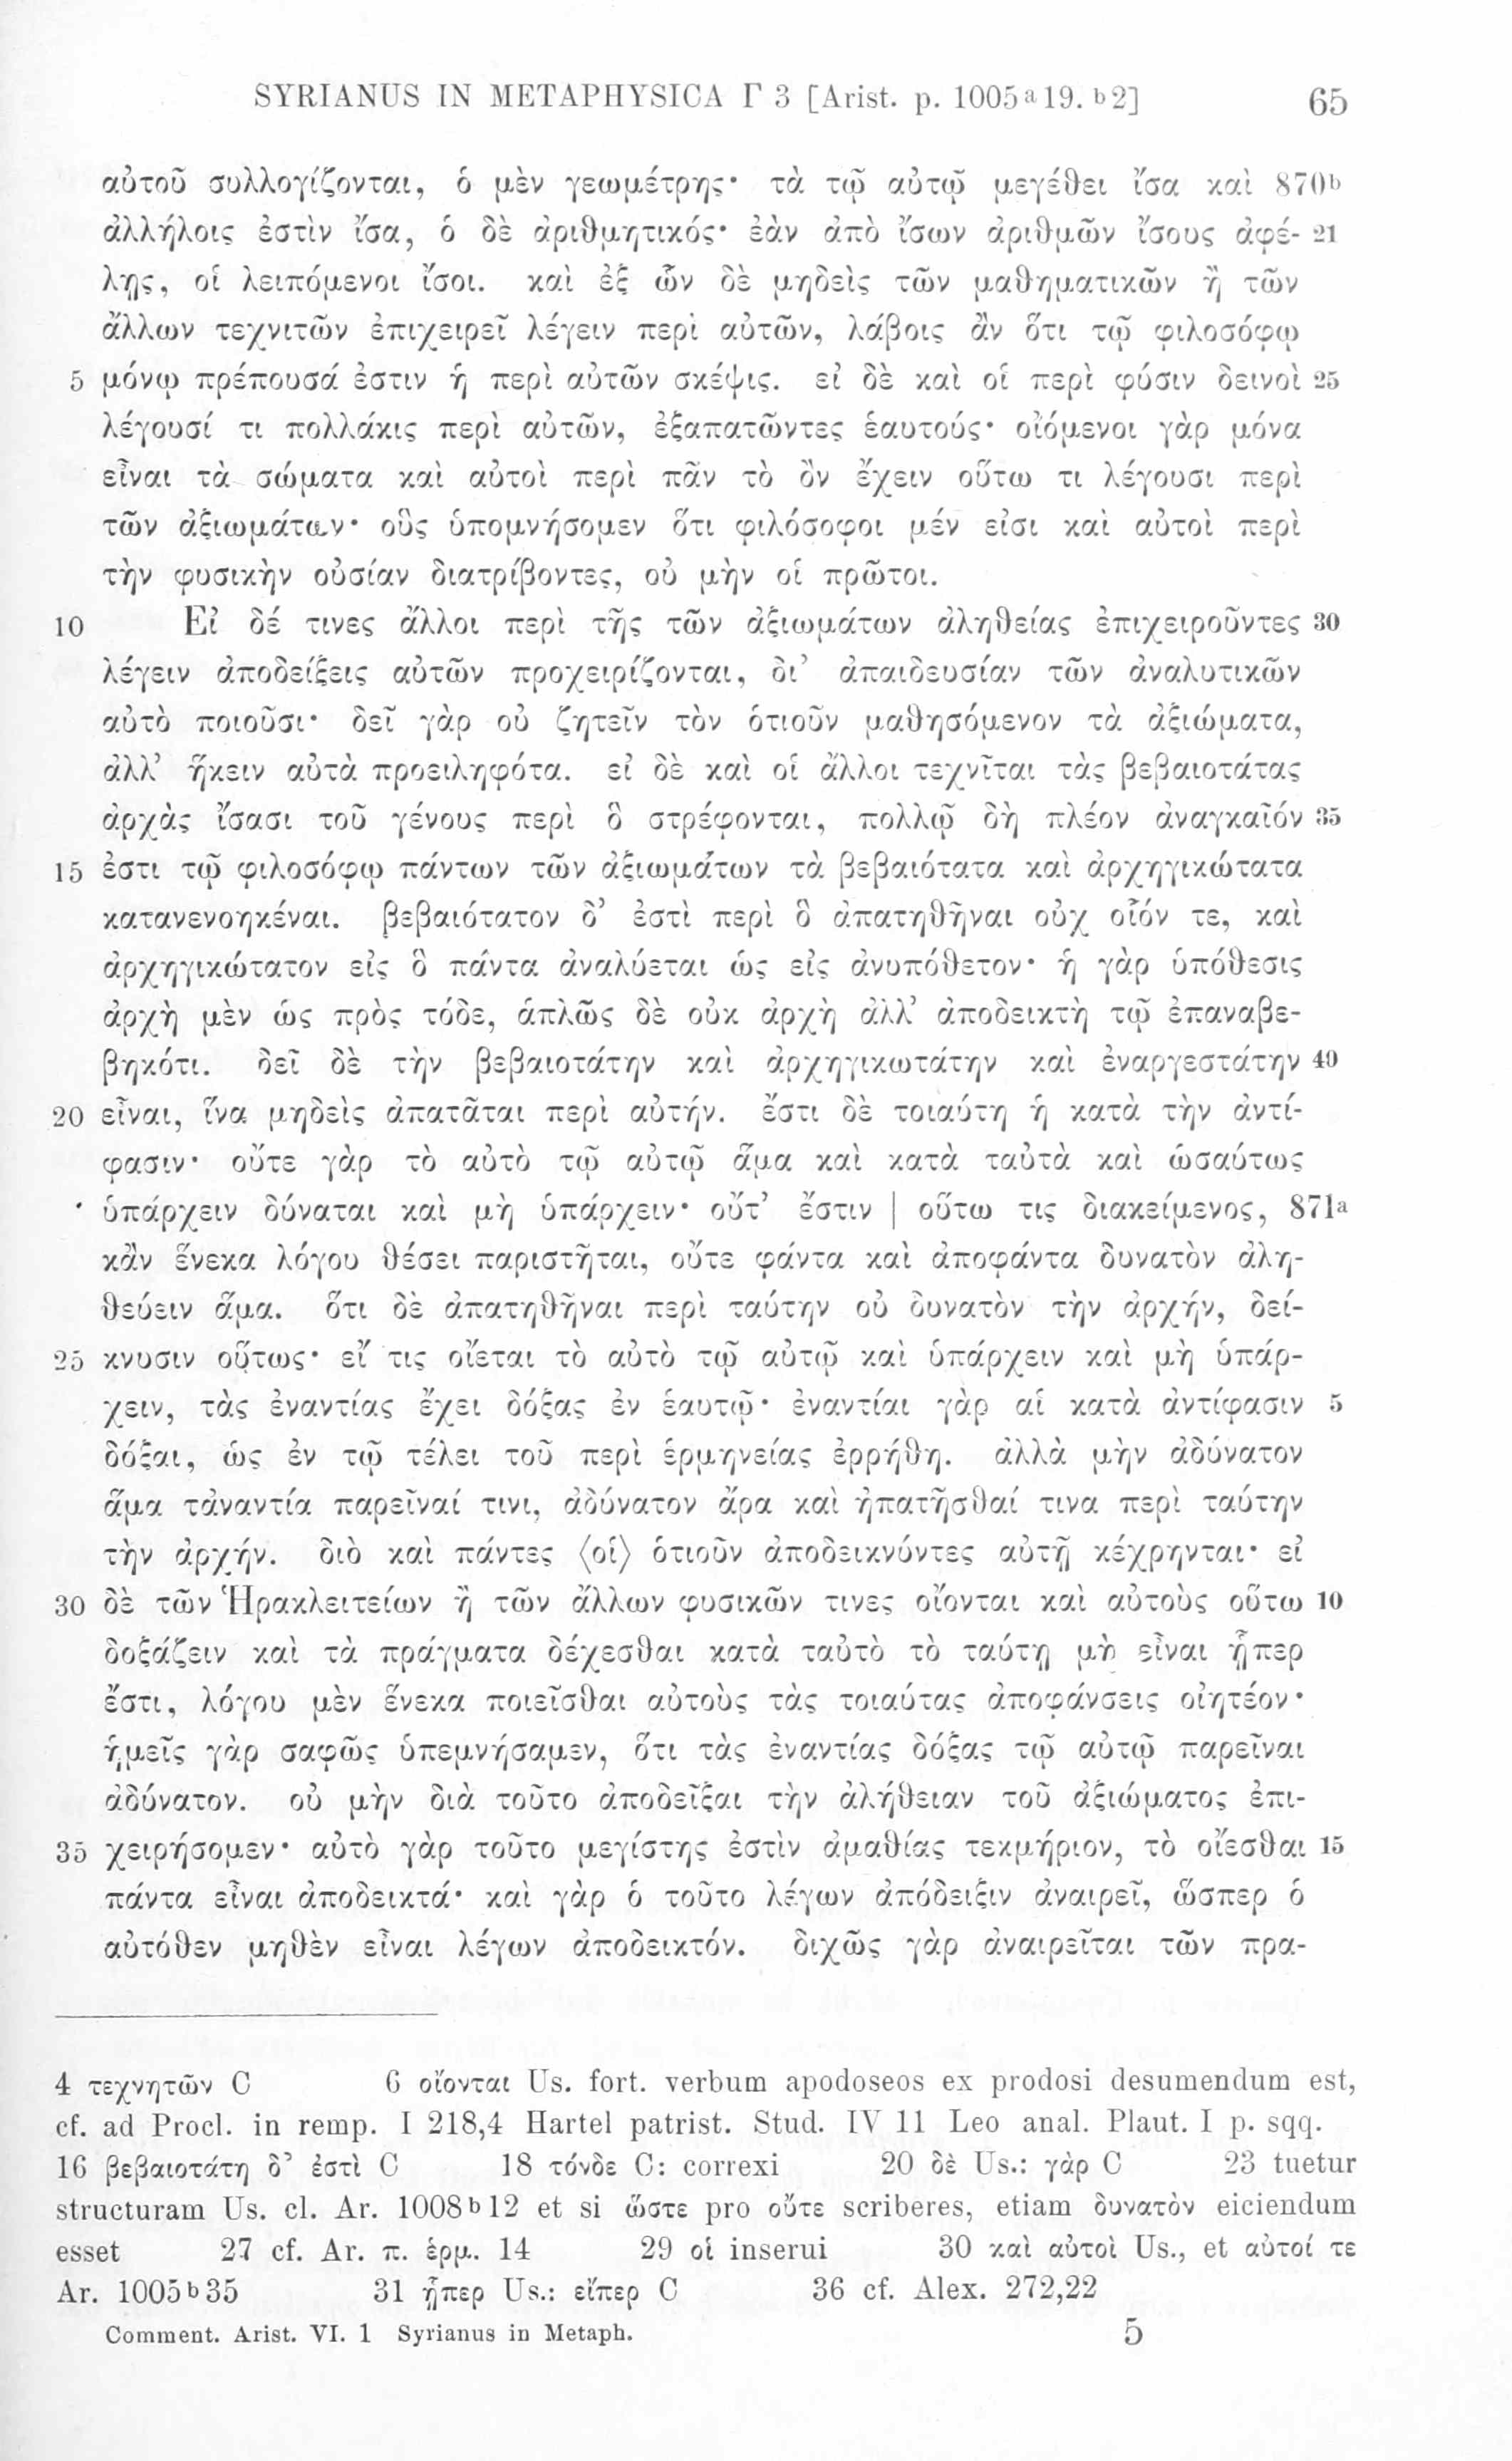 SYRIANUS IN METAPHYSICA Γ 3 [Arist. p. 1005ᵃ19. ᵇ2] 65
αὐτοῦ συλλογίζονται, ὁ μὲν γεωμέτρης· τὰ τῷ αὐτῷ μεγέθει ἴσα καὶ 870ᵇ
ἀλλήλοις ἐστὶν ἴσα, ὁ δὲ ἀριθμητικός· ἐὰν ἀπὸ ἴσων ἀριθμῶν ἴσους ἀφέ- 21
λῃς, οἱ λειπόμενοι ἴσοι. καὶ ἐξ ὧν δὲ μηδεὶς τῶν μαθηματικῶν ἢ τῶν
ἄλλων τεχνιτῶν ἐπιχειρεῖ λέγειν περὶ αὐτῶν, λάβοις ἂν ὅτι τῷ φιλοσόφῳ
5 μόνῳ πρέπουσά ἐστιν ἡ περὶ αὐτῶν σκέψις. εἰ δὲ καὶ οἱ περὶ φύσιν δεινοὶ 25
λέγουσί τι πολλάκις περὶ αὐτῶν, ἐξαπατῶντες ἑαυτούς· οἰόμενοι γὰρ μόνα
εἶναι τὰ σώματα καὶ αὐτοὶ περὶ πᾶν τὸ ὂν ἔχειν οὕτω τι λέγουσι περὶ
τῶν ἀξιωμάτων· οὓς ὑπομνήσομεν ὅτι φιλόσοφοι μέν εἰσι καὶ αὐτοὶ περὶ
τὴν φυσικὴν οὐσίαν διατρίβοντες, οὐ μὴν οἱ πρῶτοι.
10 Εἰ δέ τινες ἄλλοι περὶ τῆς τῶν ἀξιωμάτων ἀληθείας ἐπιχειροῦντες 30
λέγειν ἀποδείξεις αὐτῶν προχειρίζονται, δι’ ἀπαιδευσίαν τῶν ἀναλυτικῶν
αὐτὸ ποιοῦσι· δεῖ γὰρ οὐ ζητεῖν τὸν ὁτιοῦν μαθησόμενον τὰ ἀξιώματα,
ἀλλ’ ἥκειν αὐτὰ προειληφότα. εἰ δὲ καὶ οἱ ἄλλοι τεχνῖται τὰς βεβαιοτάτας
ἀρχὰς ἴσασι τοῦ γένους περὶ ὃ στρέφονται, πολλῷ δὴ πλέον ἀναγκαῖόν 35
15 ἐστι τῷ φιλοσόφῳ πάντων τῶν ἀξιωμάτων τὰ βεβαιότατα καὶ ἀρχηγικώτατα
κατανενοηκέναι. βεβαιότατον δ’ ἐστὶ περὶ ὃ ἀπατηθῆναι οὐχ οἷόν τε, καὶ
ἀρχηγικώτατον εἰς ὃ πάντα ἀναλύεται ὡς εἰς ἀνυπόθετον· ἡ γὰρ ὑπόθεσις
ἀρχὴ μὲν ὡς πρὸς τόδε, ἁπλῶς δὲ οὐκ ἀρχὴ ἀλλ’ ἀποδεικτὴ τῷ ἐπαναβε-
βηκότι. δεῖ δὲ τὴν βεβαιοτάτην καὶ ἀρχηγικωτάτην καὶ ἐναργεστάτην 40
20 εἶναι, ἵνα μηδεὶς ἀπατᾶται περὶ αὐτήν. ἔστι δὲ τοιαύτη ἡ κατὰ τὴν ἀντί-
φασιν· οὔτε γὰρ τὸ αὐτὸ τῷ αὐτῷ ἅμα καὶ κατὰ ταὐτὰ καὶ ὡσαύτως
ὑπάρχειν δύναται καὶ μὴ ὑπάρχειν· οὔτ’ ἔστιν | οὕτω τις διακείμενος, 871ᵃ
κἂν ἕνεκα λόγου θέσει παριστῆται, οὔτε φάντα καὶ ἀποφάντα δυνατὸν ἀλη-
θεύειν ἅμα. ὅτι δὲ ἀπατηθῆναι περὶ ταύτην οὐ δυνατὸν τὴν ἀρχήν, δεί-
25 κνυσιν οὕτως· εἴ τις οἴεται τὸ αὐτὸ τῷ αὐτῷ καὶ ὑπάρχειν καὶ μὴ ὑπάρ-
χειν, τὰς ἐναντίας ἔχει δόξας ἐν ἑαυτῷ· ἐναντίαι γὰρ αἱ κατὰ ἀντίφασιν 5
δόξαι, ὡς ἐν τῷ τέλει τοῦ περὶ ἑρμηνείας ἐρρήθη. ἀλλὰ μὴν ἀδύνατον
ἅμα τἀναντία παρεῖναί τινι, ἀδύνατον ἄρα καὶ ἠπατῆσθαί τινα περὶ ταύτην
τὴν ἀρχήν. διὸ καὶ πάντες ⟨οἱ⟩ ὁτιοῦν ἀποδεικνύντες αὐτῇ κέχρηνται· εἰ
30 δὲ τῶν Ἡρακλειτείων ἢ τῶν ἄλλων φυσικῶν τινες οἴονται καὶ αὐτοὺς οὕτω 10
δοξάζειν καὶ τὰ πράγματα δέχεσθαι κατὰ ταὐτὸ τὸ ταύτῃ μὴ εἶναι ᾗπερ
ἔστι, λόγου μὲν ἕνεκα ποιεῖσθαι αὐτοὺς τὰς τοιαύτας ἀποφάνσεις οἰητέον·
ἡμεῖς γὰρ σαφῶς ὑπεμνήσαμεν, ὅτι τὰς ἐναντίας δόξας τῷ αὐτῷ παρεῖναι
ἀδύνατον. οὐ μὴν διὰ τοῦτο ἀποδεῖξαι τὴν ἀλήθειαν τοῦ ἀξιώματος ἐπι-
35 χειρήσομεν· αὐτὸ γὰρ τοῦτο μεγίστης ἐστὶν ἀμαθίας τεκμήριον, τὸ οἴεσθαι 15
πάντα εἶναι ἀποδεικτά· καὶ γὰρ ὁ τοῦτο λέγων ἀπόδειξιν ἀναιρεῖ, ὥσπερ ὁ
αὐτόθεν μηθὲν εἶναι λέγων ἀποδεικτόν. διχῶς γὰρ ἀναιρεῖται τῶν πρα-
4 τεχνητῶν C 6 οἴονται Us. fort. verbum apodoseos ex prodosi desumendum est,
cf. ad Procl. in remp. I 218,4 Hartel patrist. Stud. IV 11 Leo anal. Plaut. I p. sqq.
16 βεβαιοτάτη δ’ ἐστὶ C 18 τόνδε C: correxi 20 δὲ Us.: γὰρ C 23 tuetur
structuram Us. cl. Ar. 1008ᵇ12 et si ὥστε pro οὔτε scriberes, etiam δυνατὸν eiciendum
esset 27 cf. Ar. π. ἑρμ. 14 29 οἱ inserui 30 καὶ αὐτοὶ Us., et αὐτοί τε
Ar. 1005ᵇ35 31 ᾗπερ Us.: εἴπερ C 36 cf. Alex. 272,22
Comment. Arist. VI. 1 Syrianus in Metaph. 5